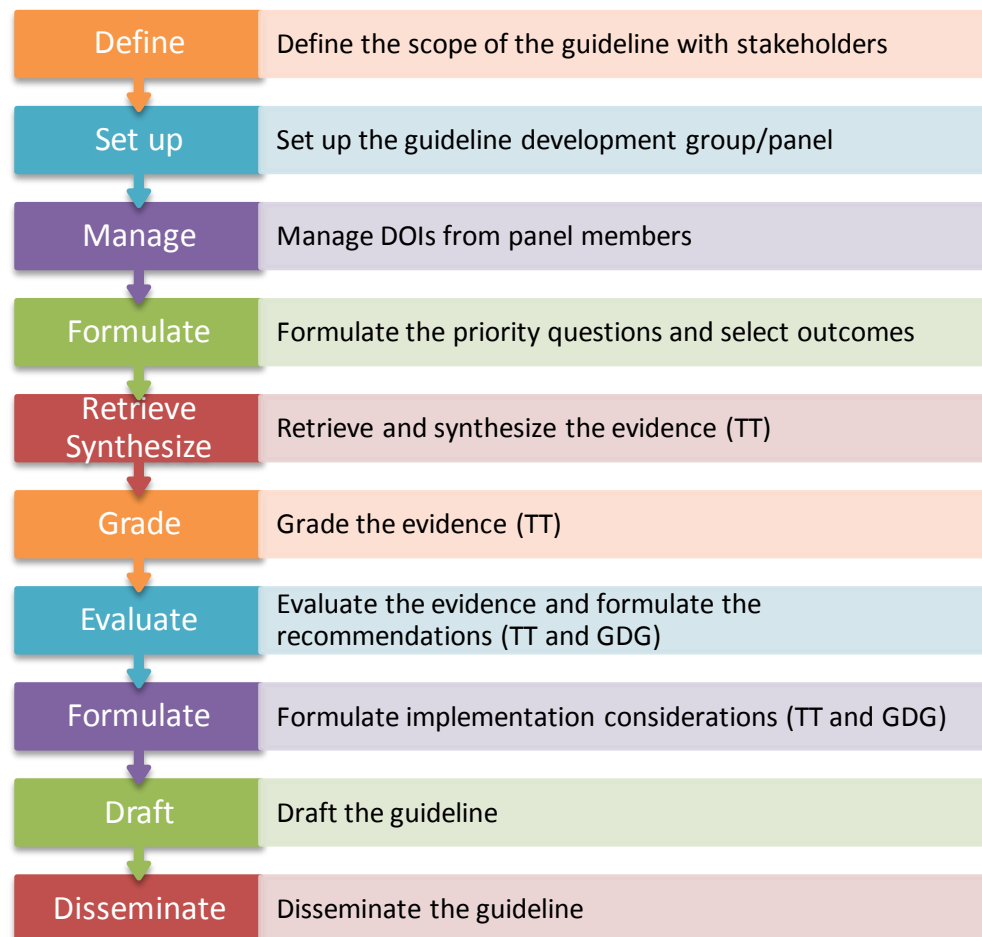 Define
Define the scope of the guideline with stakeholders
Set up
Set up the guideline development group/panel
Manage
Manage DOIs from panel members
Formulate
Formulate the priority questions and select outcomes
Retrieve
Synthesize
Retrieve and synthesize the evidence (TT)
Grade
Grade the evidence (TT)
Evaluate
Evaluate the evidence and formulate the
recommendations (TT and GDG)
Formulate
Formulate implementation considerations (TT and GDG)
Draft
Draft the guideline
Disseminate
Disseminate the guideline